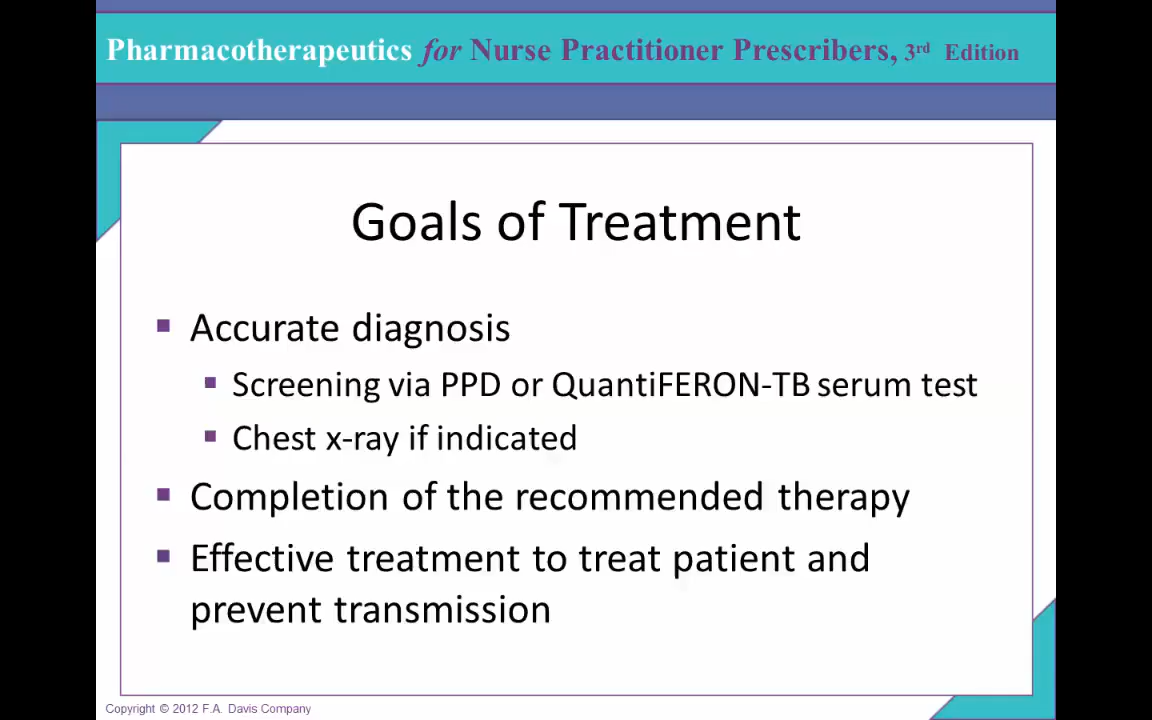 Pharmacotherapeutics for Nurse Practitioner Prescribers, 3rd Edition
Goals of Treatment
▪ Accurate diagnosis
▪ Screening via PPD or QuantiFERON-TB serum test
▪ Chest x-ray if indicated
▪ Completion of the recommended therapy
▪ Effective treatment to treat patient and
prevent transmission
Copyright © 2012 F.A. Davis Company